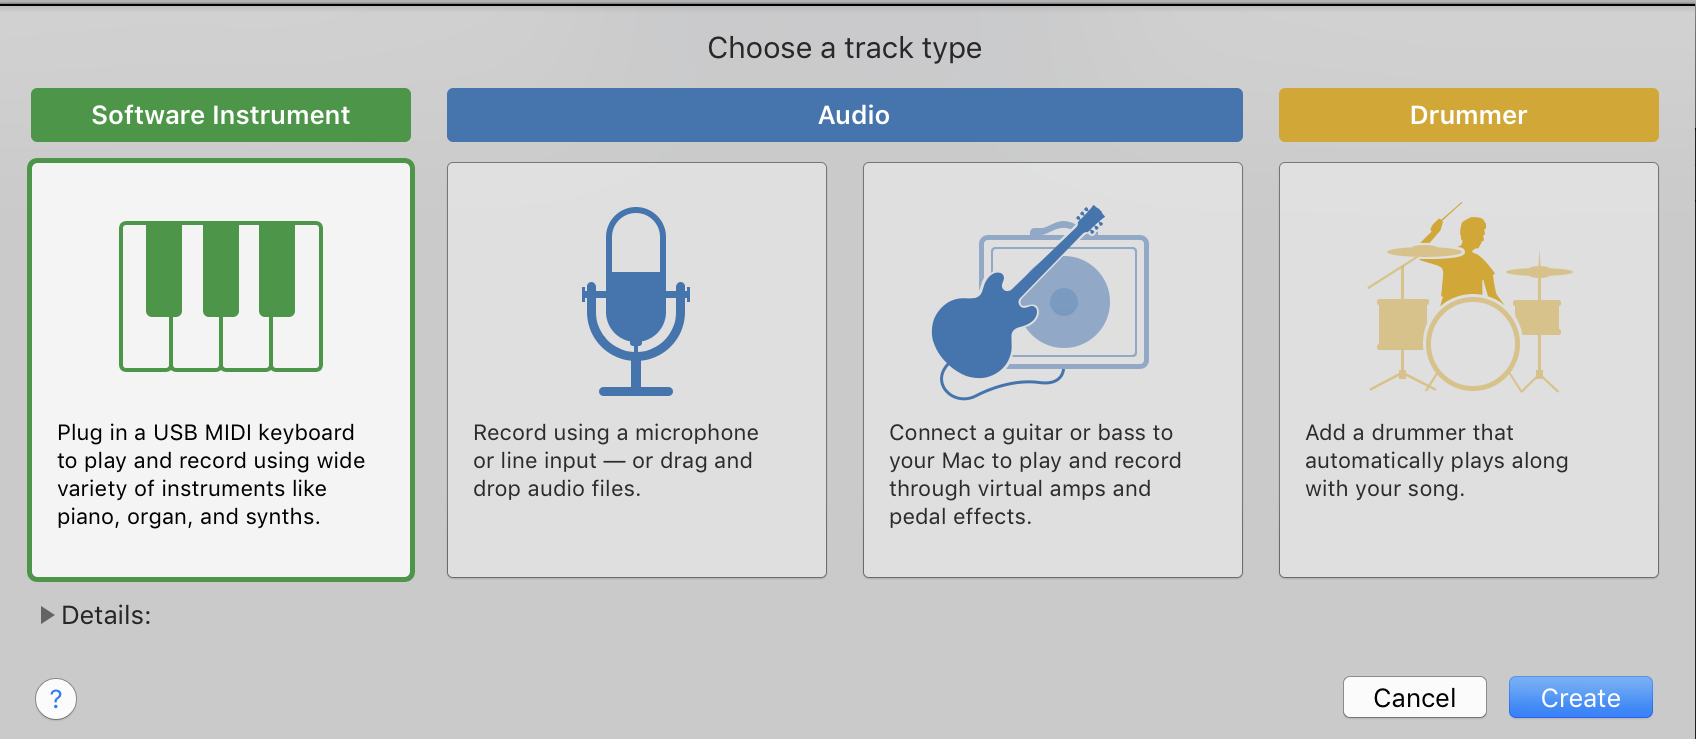 Choose a track type
Software Instrument
Audio
Drummer
Plug in a USB MIDI keyboard
to play and record using wide
variety of instruments like
piano, organ, and synths.
Record using a microphone
or line input — or drag and
drop audio files.
Connect a guitar or bass to
your Mac to play and record
through virtual amps and
pedal effects.
Add a drummer that
automatically plays along
with your song.
Details:
?
Cancel
Create